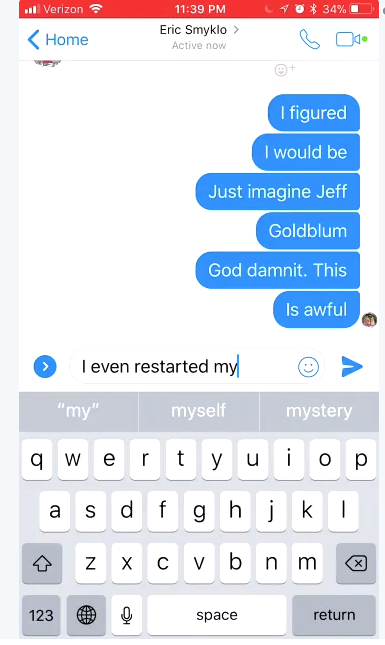 Verizon 11:39 PM 34%
Home Eric Smyklo >
Active now
I figured
I would be
Just imagine Jeff
Goldblum
God damnit. This
Is awful
I even restarted my
“my” myself mystery
q w e r t y u i o p
a s d f g h j k l
z x c v b n m
123 space return